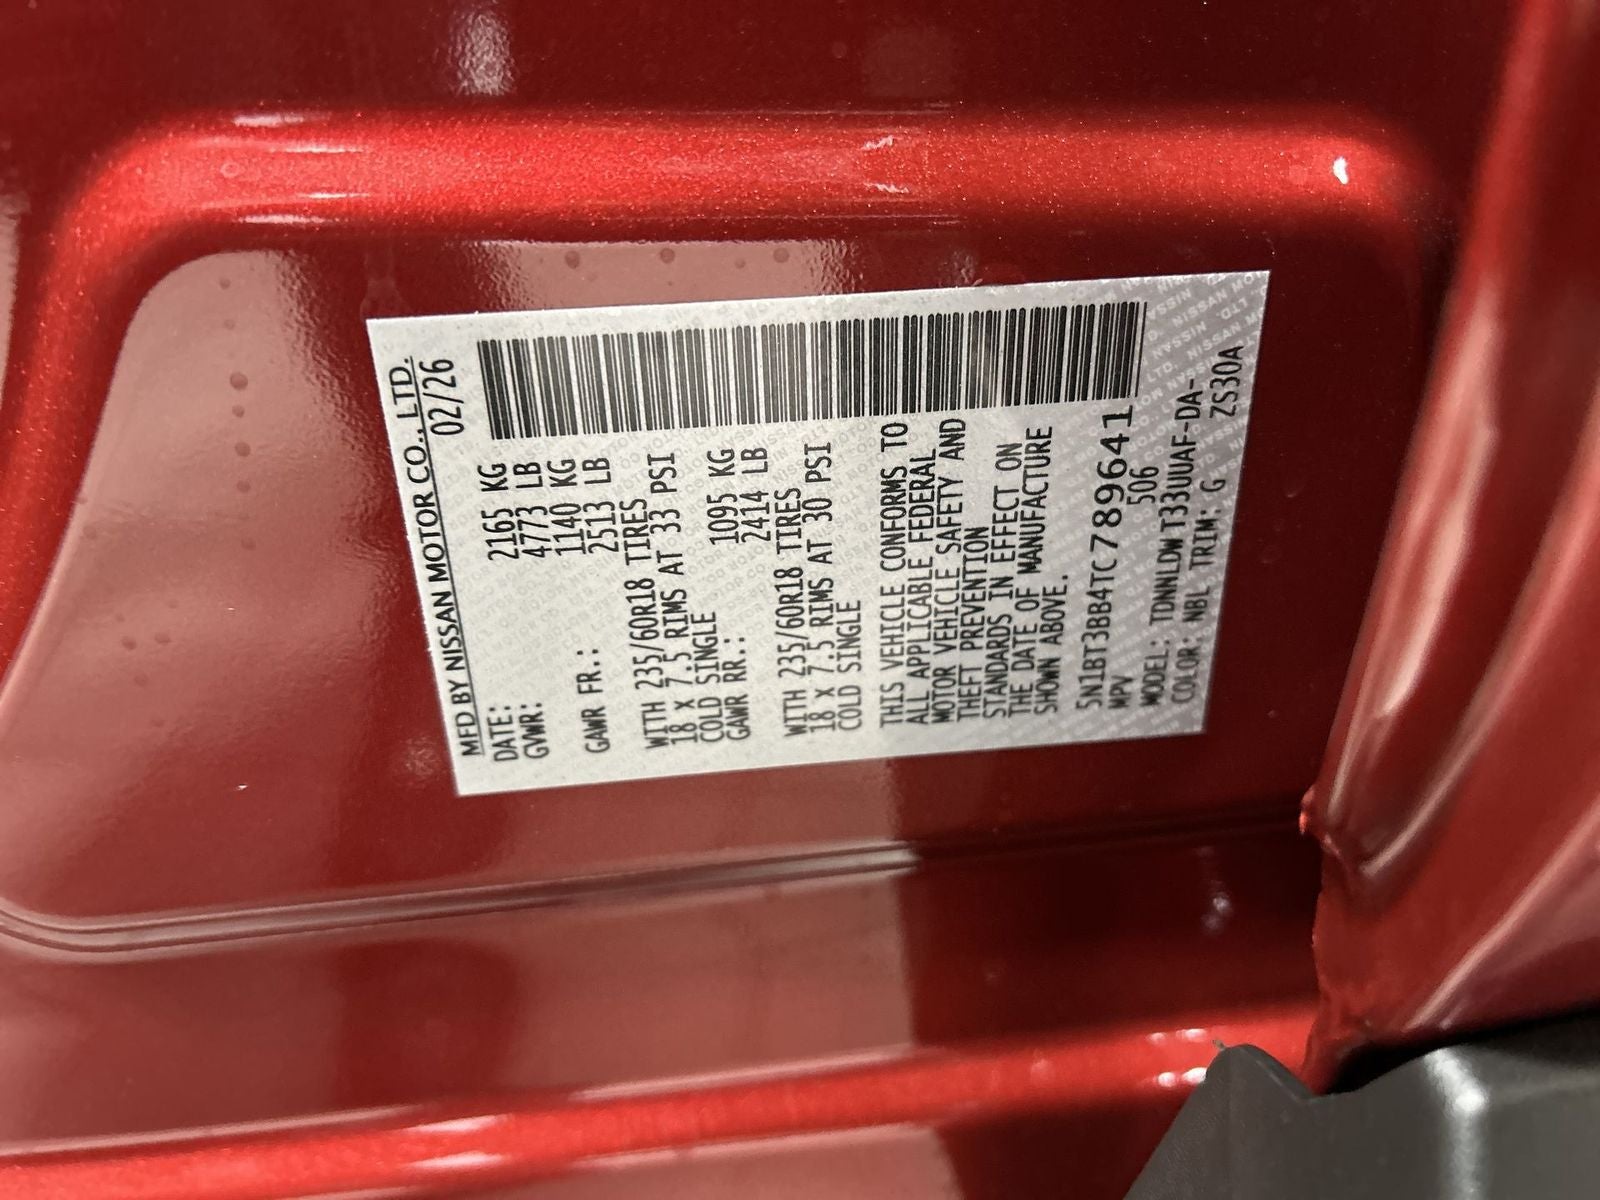 MFD BY NISSAN MOTOR CO., LTD.
DATE: 02/26
GVWR: 2165 KG
4773 LB
GAWR FR.: 1140 KG
2513 LB
WITH 235/60R18 TIRES
18 X 7.5 RIMS AT 33 PSI
COLD SINGLE
GAWR RR.: 1095 KG
2414 LB
WITH 235/60R18 TIRES
18 X 7.5 RIMS AT 30 PSI
COLD SINGLE
THIS VEHICLE CONFORMS TO
ALL APPLICABLE FEDERAL
MOTOR VEHICLE SAFETY AND
THEFT PREVENTION
STANDARDS IN EFFECT ON
THE DATE OF MANUFACTURE
SHOWN ABOVE.
5N1BT3BB4TC789641
MPV 506
MODEL: TDNNLDWT33UUAF-DA-
COLOR: NBL TRIM: G ZS30A